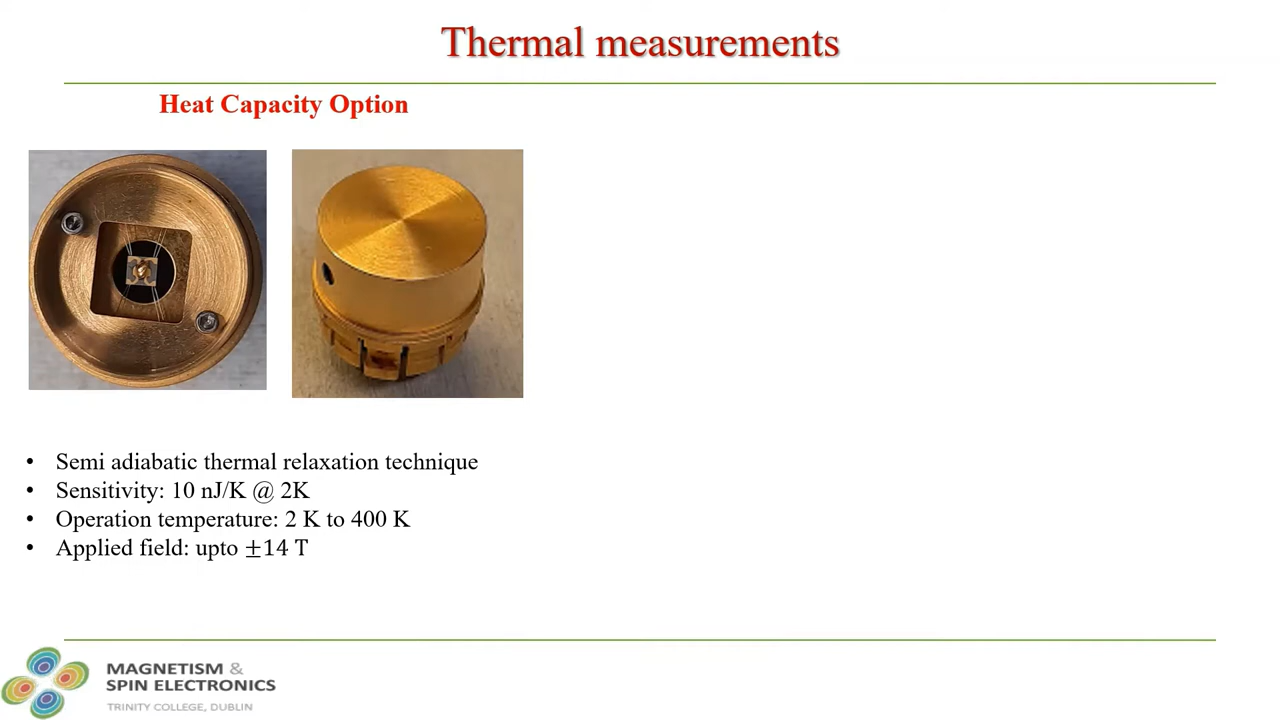 Thermal measurements
Heat Capacity Option
• Semi adiabatic thermal relaxation technique
• Sensitivity: 10 nJ/K @ 2K
• Operation temperature: 2 K to 400 K
• Applied field: upto ±14 T
MAGNETISM &
SPIN ELECTRONICS
TRINITY COLLEGE, DUBLIN